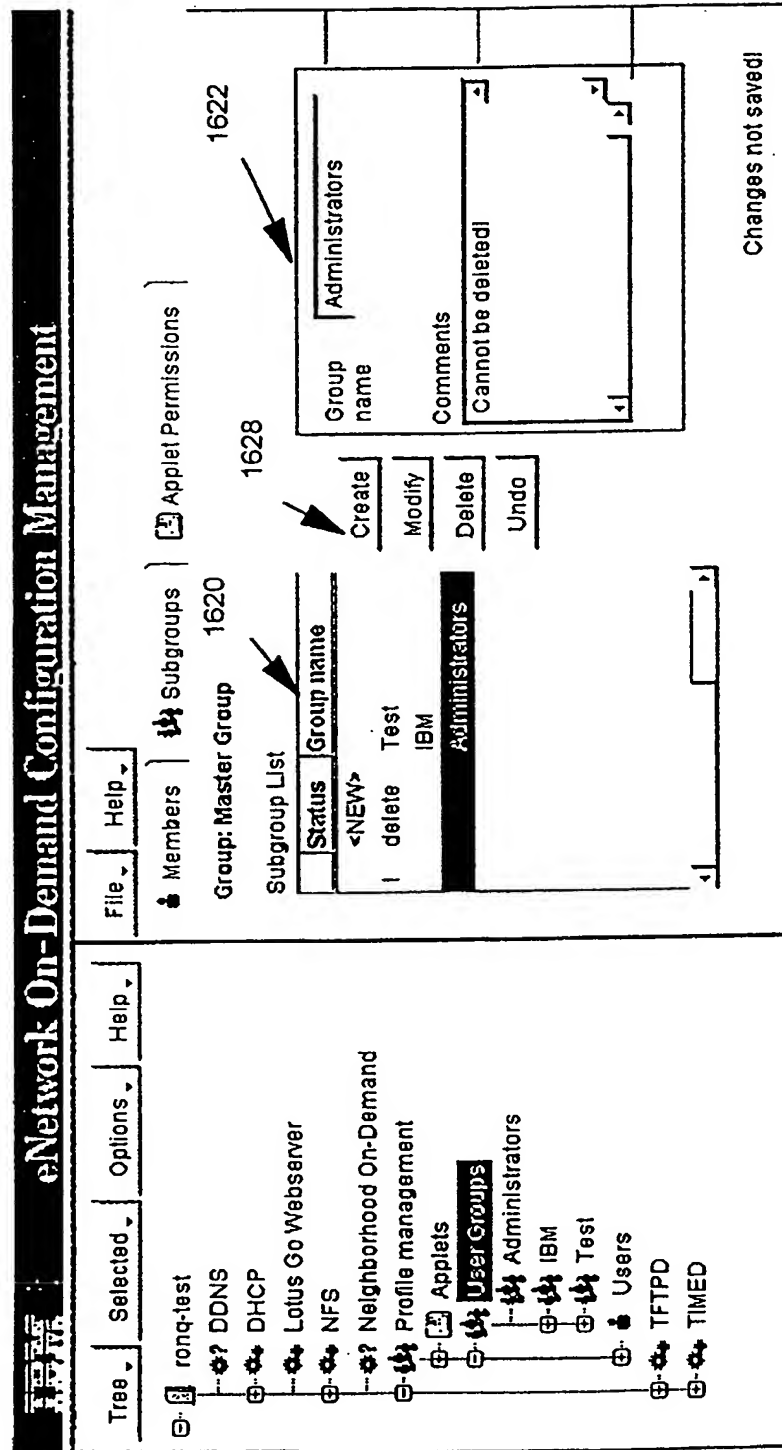 IBM
eNetwork On-Demand Configuration Management
Tree Selected Options Help
ronq-test
? DDNS
DHCP
Lotus Go Webserver
NFS
? Neighborhood On-Demand
Profile management
Applets
User Groups
Administrators
IBM
Test
Users
TFTPD
TIMED
File Help
Members Subgroups Applet Permissions
Group: Master Group
1620
1628
1622
Subgroup List
Status Group name
<NEW>
! delete Test
IBM
Administrators
Create
Modify
Delete
Undo
Group name
Administrators
Comments
Cannot be deleted!
Changes not saved!